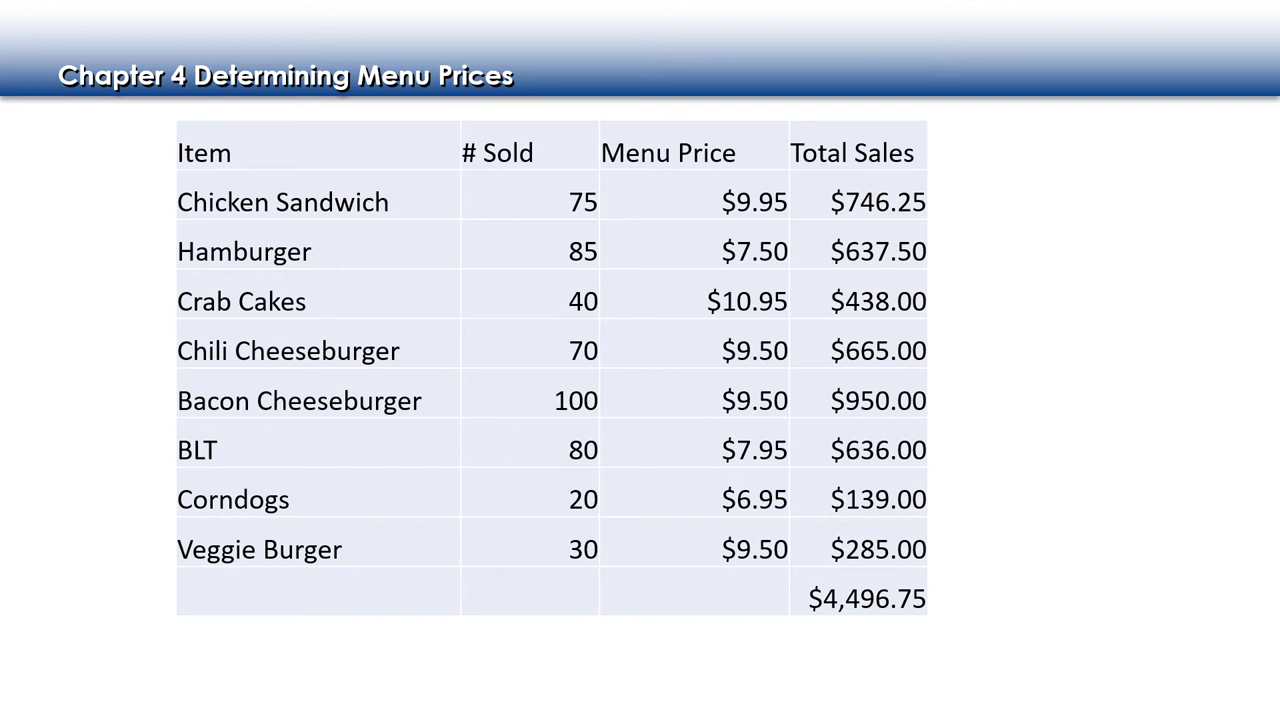 Chapter 4 Determining Menu Prices
Item # Sold Menu Price Total Sales
Chicken Sandwich 75 $9.95 $746.25
Hamburger 85 $7.50 $637.50
Crab Cakes 40 $10.95 $438.00
Chili Cheeseburger 70 $9.50 $665.00
Bacon Cheeseburger 100 $9.50 $950.00
BLT 80 $7.95 $636.00
Corndogs 20 $6.95 $139.00
Veggie Burger 30 $9.50 $285.00
$4,496.75